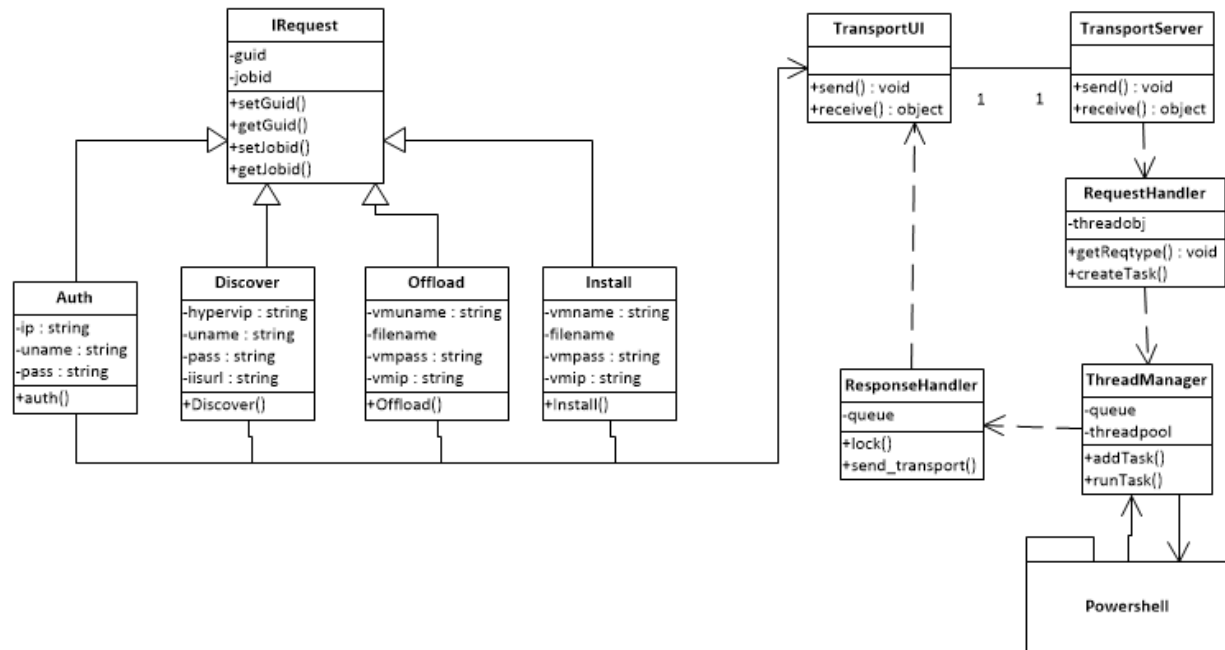 IRequest
-guid
-jobid
+setGuid()
+getGuid()
+setJobid()
+getJobid()
TransportUI
+send() : void
+receive() : object
1
1
TransportServer
+send() : void
+receive() : object
RequestHandler
-threadobj
+getReqtype() : void
+createTask()
Auth
-ip : string
-uname : string
-pass : string
+auth()
Discover
-hypervip : string
-uname : string
-pass : string
-iisurl : string
+Discover()
Offload
-vmuname : string
-filename
-vmpass : string
-vmip : string
+Offload()
Install
-vmname : string
-filename
-vmpass : string
-vmip : string
+Install()
ResponseHandler
-queue
+lock()
+send_transport()
ThreadManager
-queue
-threadpool
+addTask()
+runTask()
Powershell